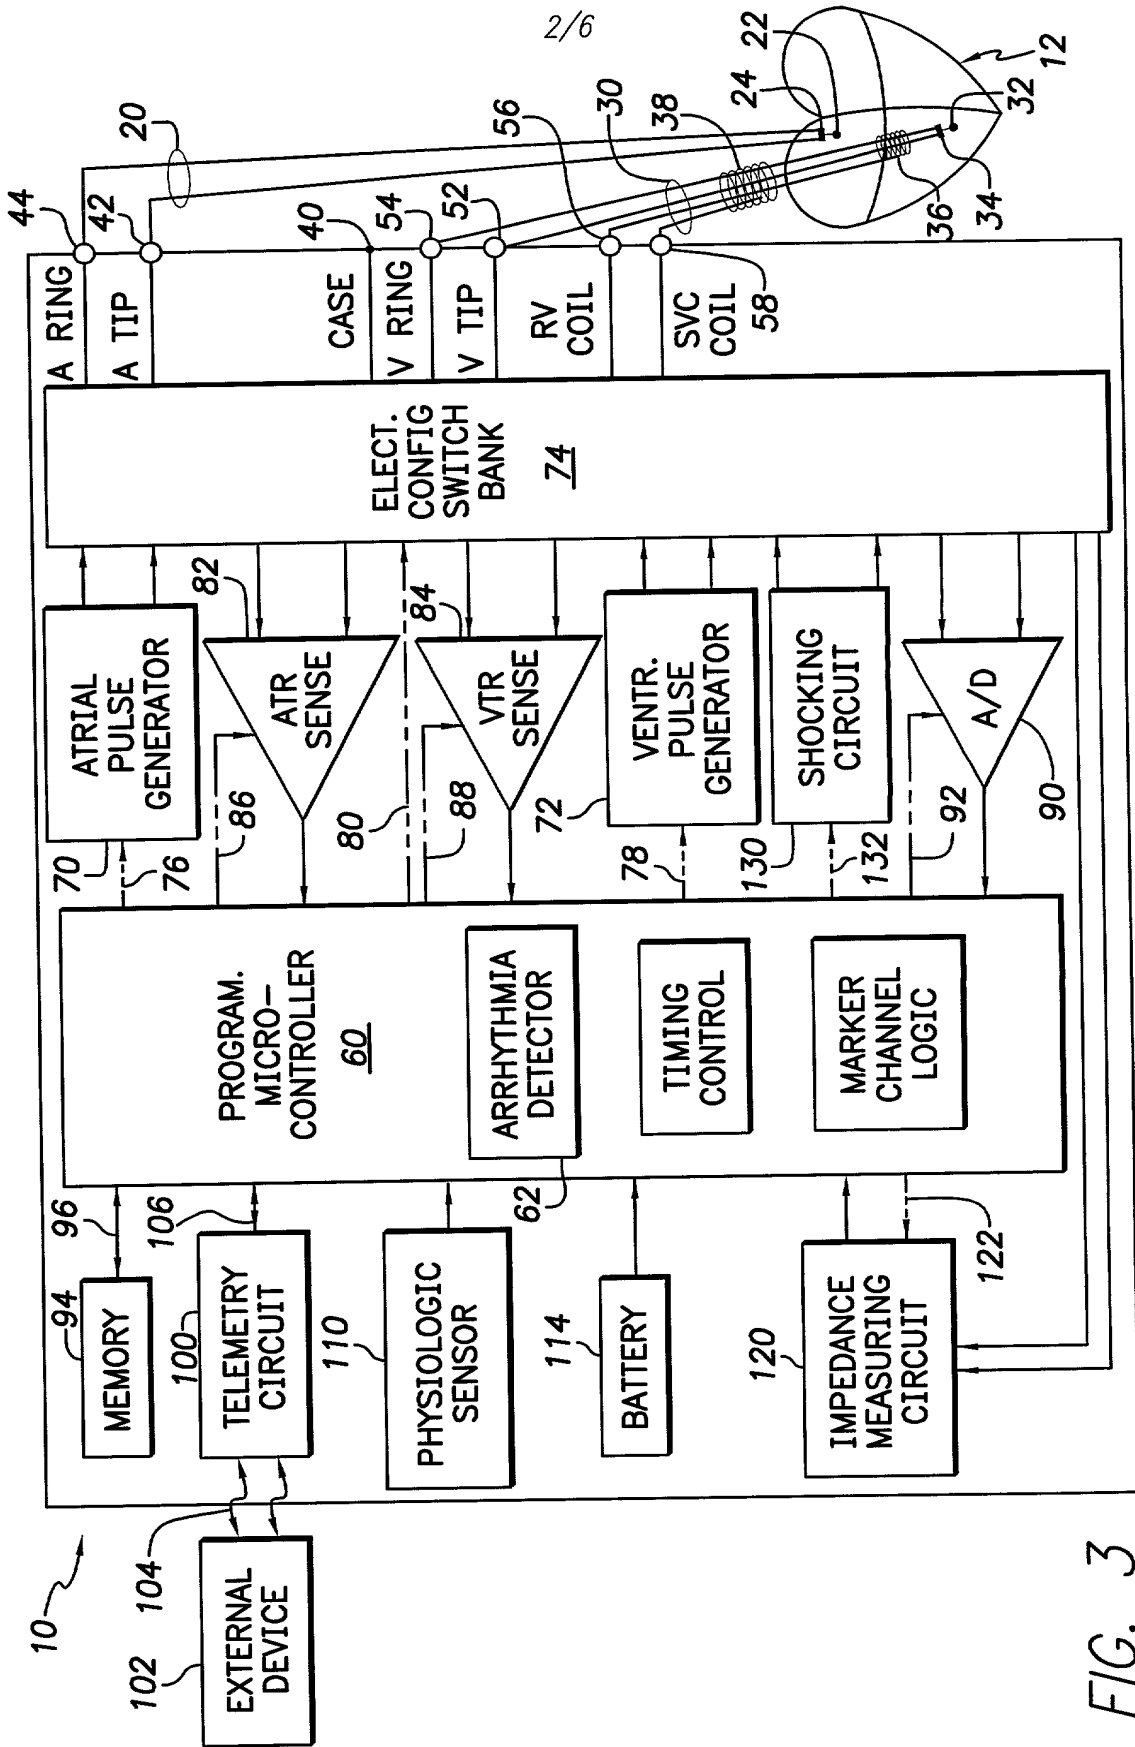 2/6
44
A RING
42
A TIP
20
40
CASE
54
V RING
52
V TIP
56
RV
COIL
SVC
COIL
58
30
38
24
22
12
32
34
36
ELECT.
CONFIG
SWITCH
BANK
74
ATRIAL
PULSE
GENERATOR
70
76
82
ATR
SENSE
86
80
84
VTR
SENSE
88
VENTR.
PULSE
GENERATOR
72
78
SHOCKING
CIRCUIT
130
132
A/D
90
92
PROGRAM.
MICRO-
CONTROLLER
60
ARRHYTHMIA
DETECTOR
62
TIMING
CONTROL
MARKER
CHANNEL
LOGIC
96
94
MEMORY
106
100
TELEMETRY
CIRCUIT
110
PHYSIOLOGIC
SENSOR
114
BATTERY
120
IMPEDANCE
MEASURING
CIRCUIT
122
10
104
102
EXTERNAL
DEVICE
FIG. 3